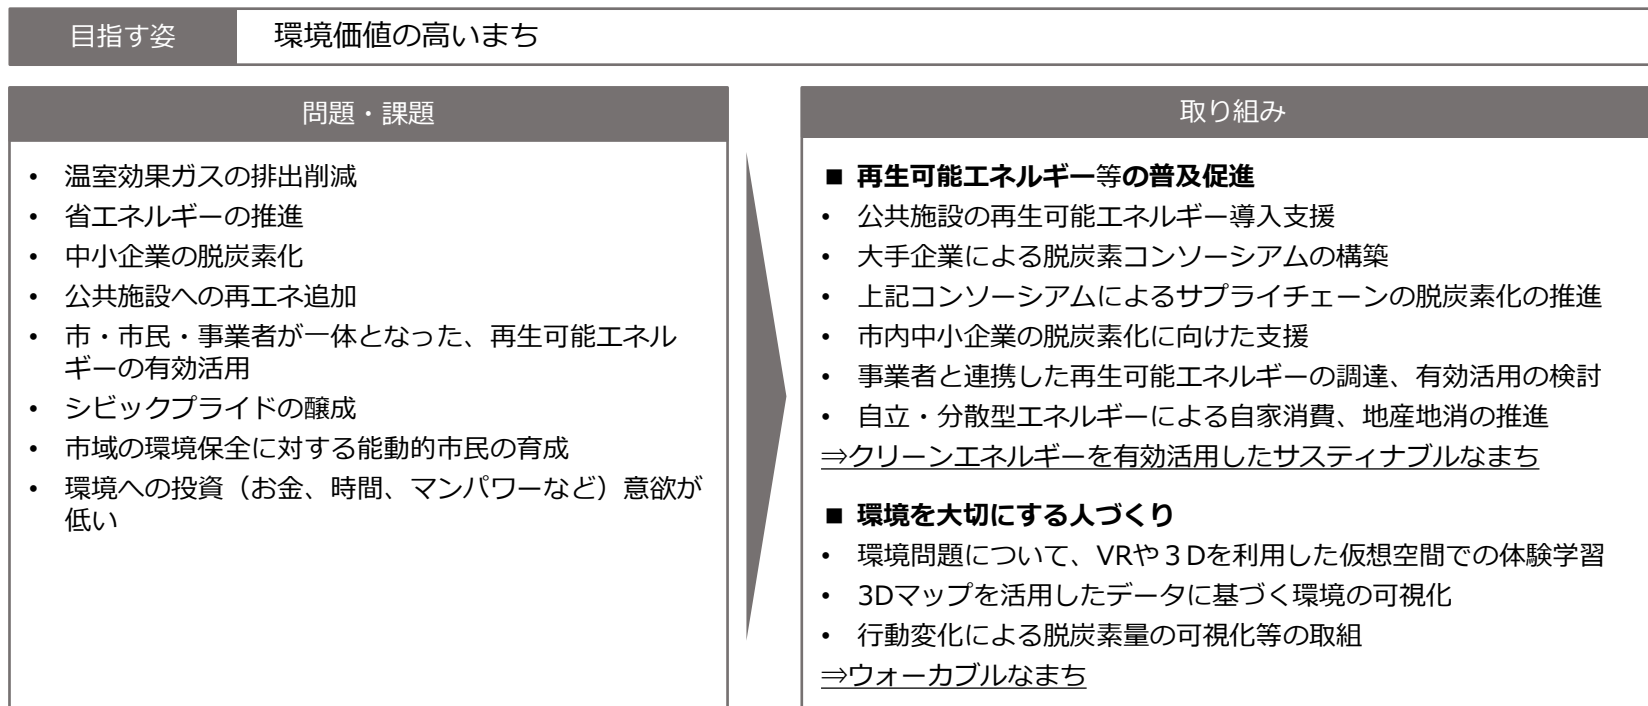 目指す姿
環境価値の高いまち
問題・課題
• 温室効果ガスの排出削減
• 省エネルギーの推進
• 中小企業の脱炭素化
• 公共施設への再エネ追加
• 市・市民・事業者が一体となった、再生可能エネル
ギーの有効活用
• シビックプライドの醸成
• 市域の環境保全に対する能動的市民の育成
• 環境への投資（お金、時間、マンパワーなど）意欲が
低い
取り組み
■ 再生可能エネルギー等の普及促進
• 公共施設の再生可能エネルギー導入支援
• 大手企業による脱炭素コンソーシアムの構築
• 上記コンソーシアムによるサプライチェーンの脱炭素化の推進
• 市内中小企業の脱炭素化に向けた支援
• 事業者と連携した再生可能エネルギーの調達、有効活用の検討
• 自立・分散型エネルギーによる自家消費、地産地消の推進
⇒クリーンエネルギーを有効活用したサスティナブルなまち
■ 環境を大切にする人づくり
• 環境問題について、VRや３Dを利用した仮想空間での体験学習
• 3Dマップを活用したデータに基づく環境の可視化
• 行動変化による脱炭素量の可視化等の取組
⇒ウォーカブルなまち